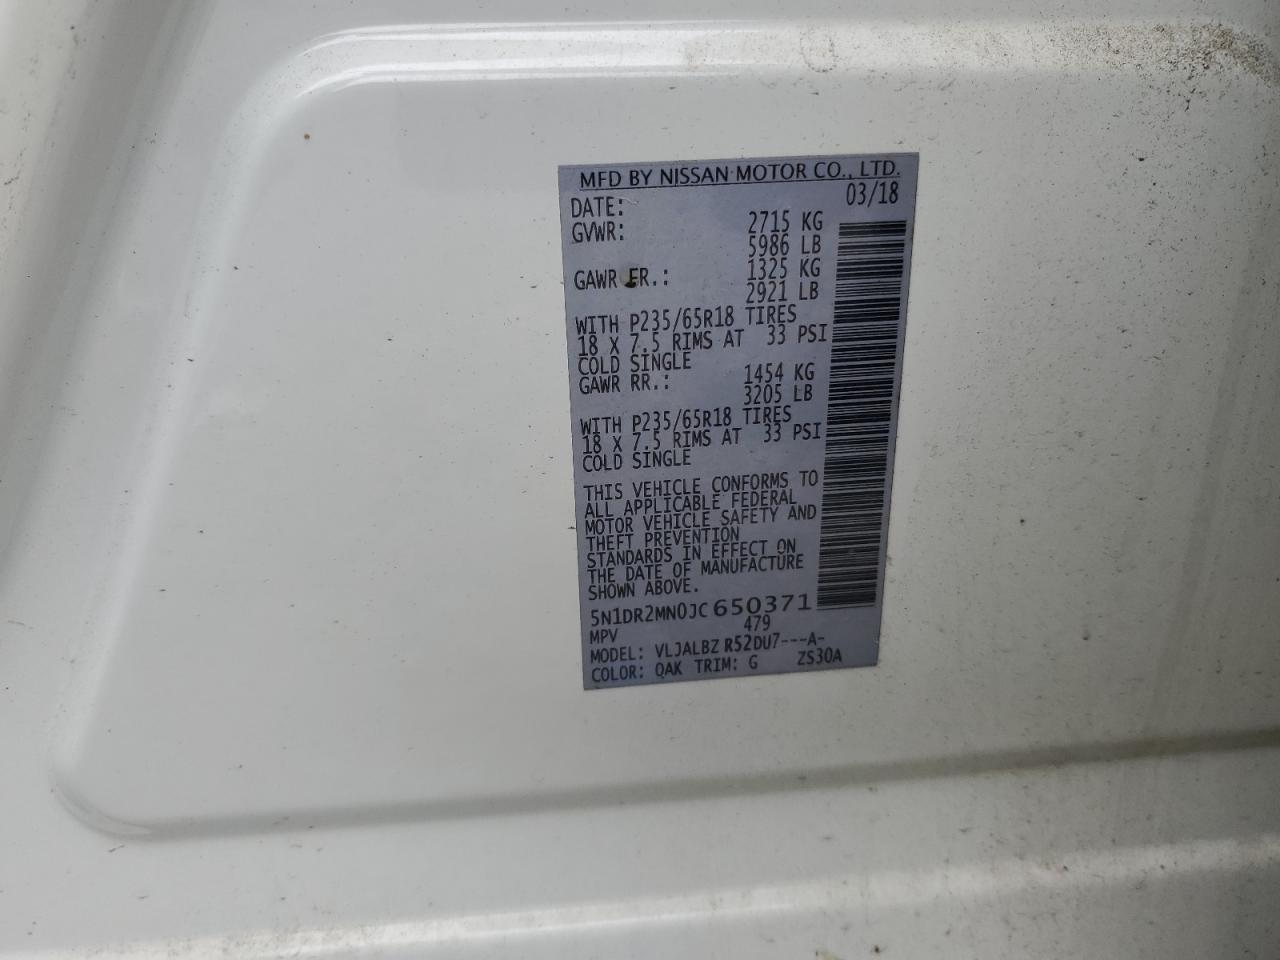 MFD BY NISSAN MOTOR CO., LTD.
DATE: 03/18
GVWR: 2715 KG
5986 LB
GAWR FR.: 1325 KG
2921 LB
WITH P235/65R18 TIRES
18 X 7.5 RIMS AT 33 PSI
COLD SINGLE
GAWR RR.: 1454 KG
3205 LB
WITH P235/65R18 TIRES
18 X 7.5 RIMS AT 33 PSI
COLD SINGLE
THIS VEHICLE CONFORMS TO
ALL APPLICABLE FEDERAL
MOTOR VEHICLE SAFETY AND
THEFT PREVENTION
STANDARDS IN EFFECT ON
THE DATE OF MANUFACTURE
SHOWN ABOVE.
5N1DR2MN0JC650371
MPV 479
MODEL: VLJALBZ R52DU7---A-
COLOR: QAK TRIM: G ZS30A